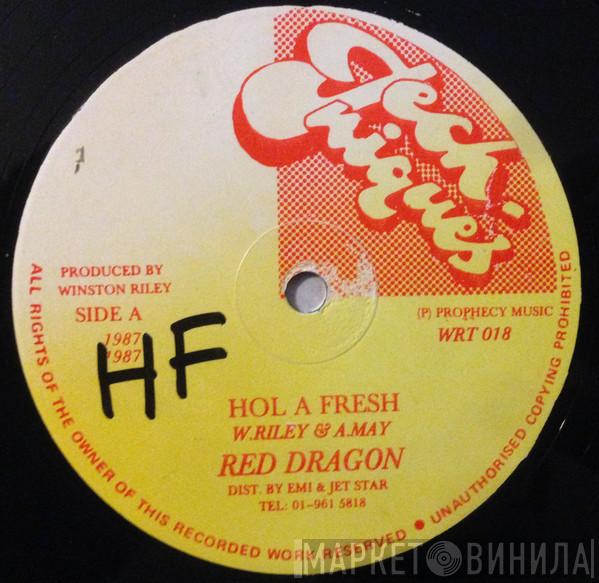 Teck-
niques
PRODUCED BY
WINSTON RILEY
SIDE A
1987
1987
HF
(P) PROPHECY MUSIC
WRT 018
HOL A FRESH
W.RILEY & A.MAY
RED DRAGON
DIST. BY EMI & JET STAR
TEL: 01-961 5818
ALL RIGHTS OF THE OWNER OF THIS RECORDED WORK RESERVED ● UNAUTHORISED COPYING PROHIBITED
МАРКЕТ ВИНИЛА